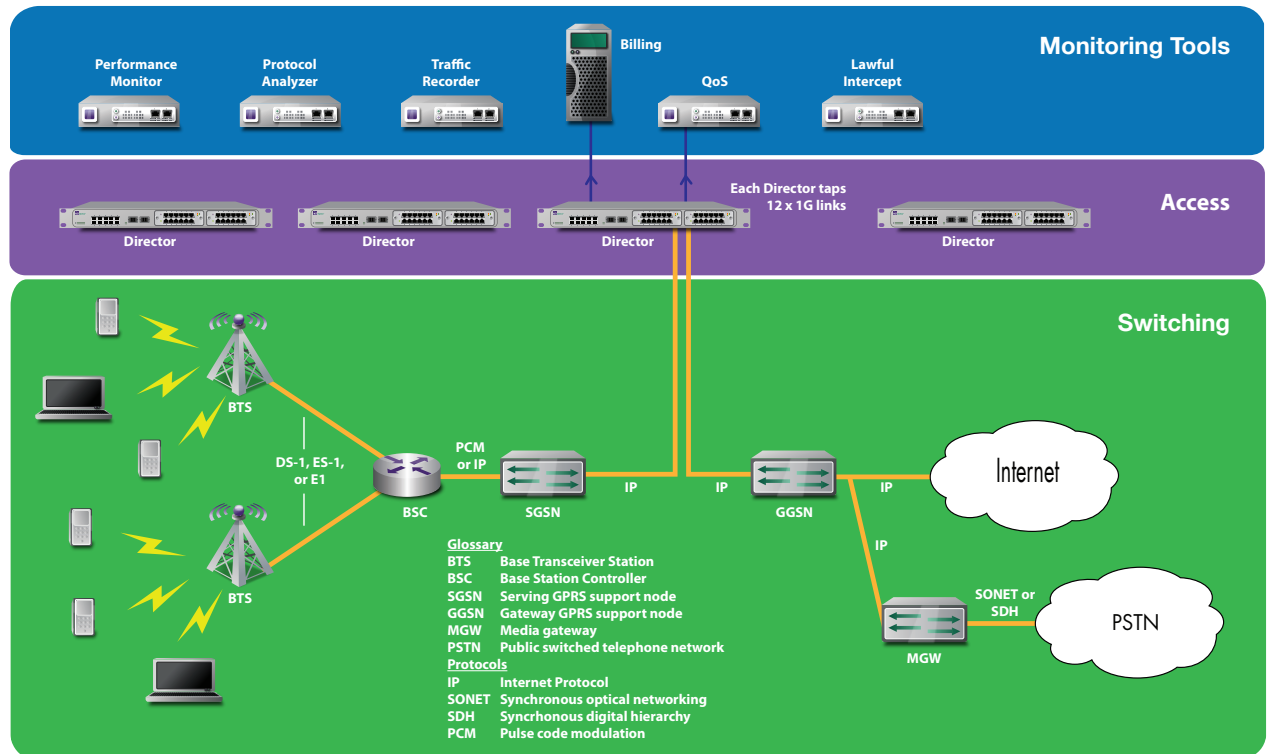 Monitoring Tools
Performance
Monitor
Protocol
Analyzer
Traffic
Recorder
Billing
QoS
Lawful
Intercept
Access
Each Director taps
12 x 1G links
Director
Director
Director
Director
Switching
BTS
DS-1, ES-1,
or E1
BTS
BSC
PCM
or IP
SGSN
IP
IP
GGSN
IP
Internet
IP
MGW
SONET or
SDH
PSTN
Glossary
BTS Base Transceiver Station
BSC Base Station Controller
SGSN Serving GPRS support node
GGSN Gateway GPRS support node
MGW Media gateway
PSTN Public switched telephone network
Protocols
IP Internet Protocol
SONET Synchronous optical networking
SDH Syncrhonous digital hierarchy
PCM Pulse code modulation